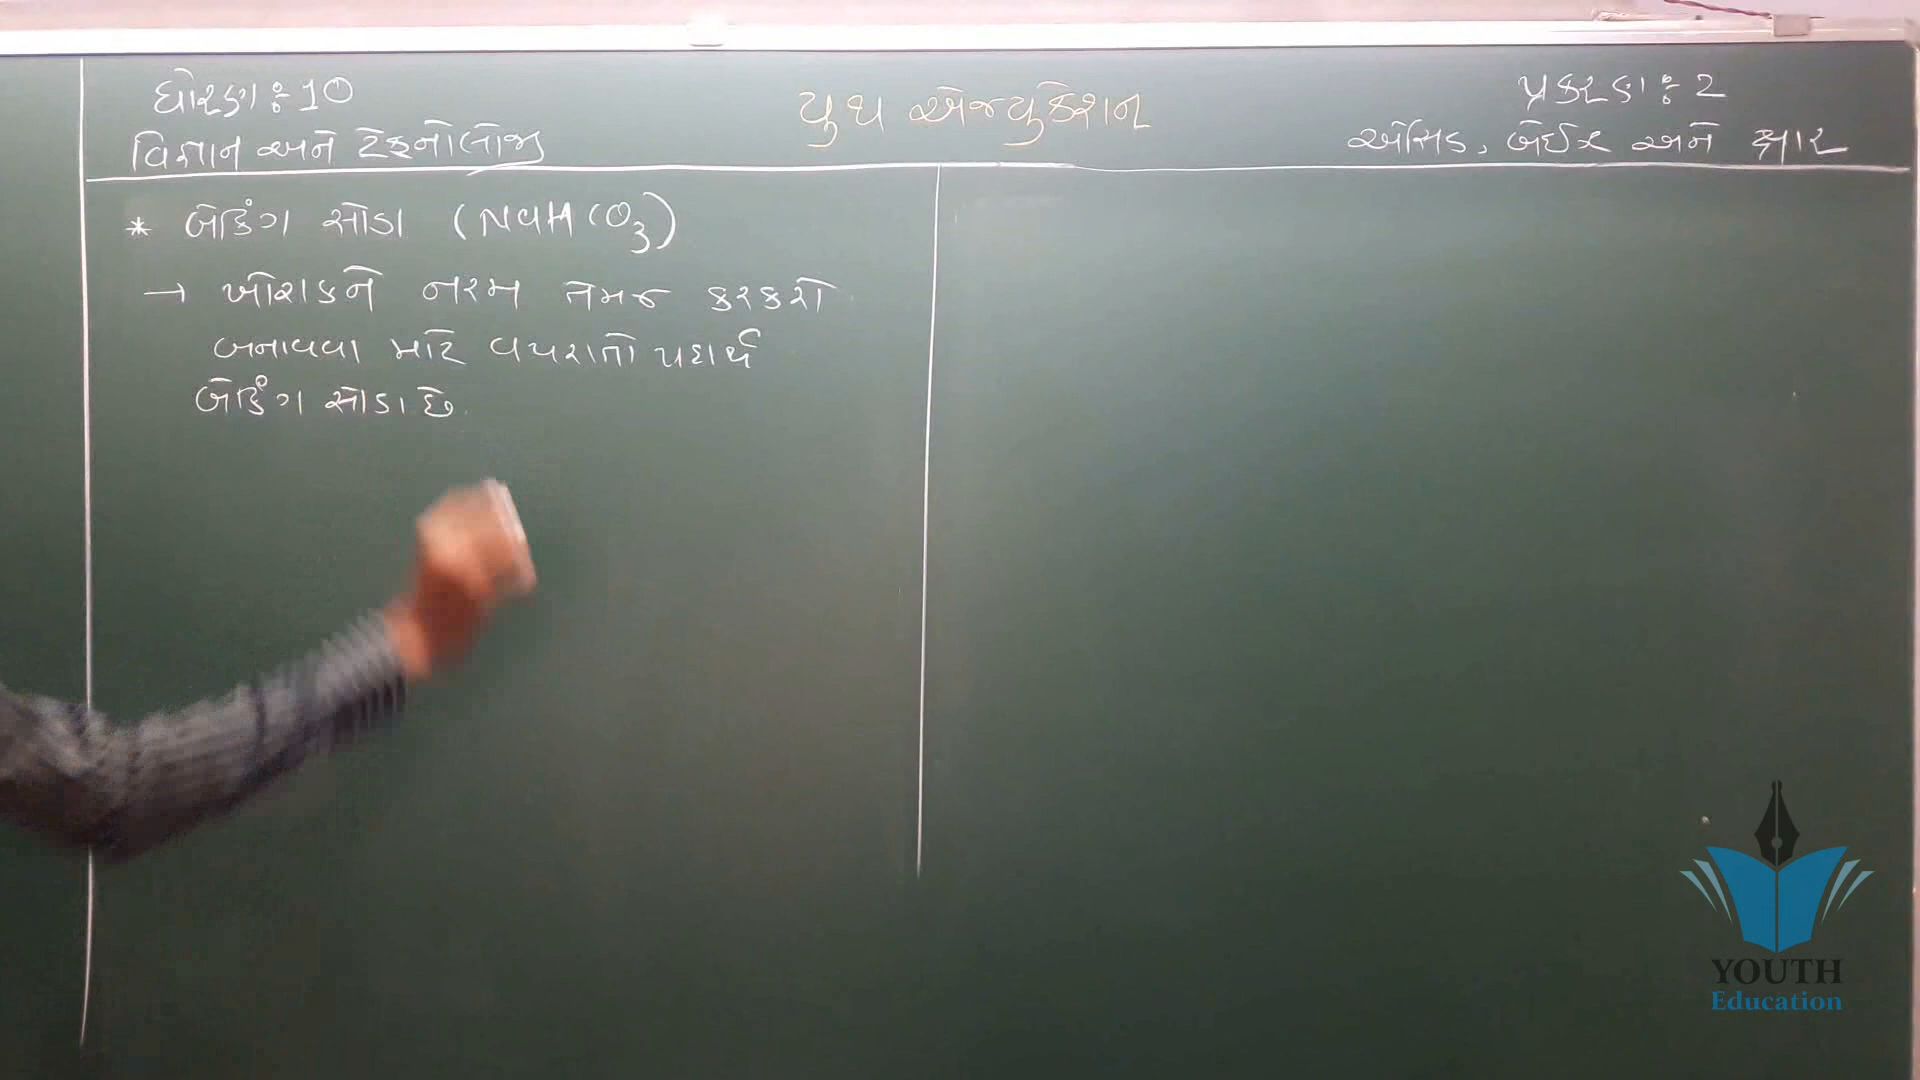 ધોરણ : 10
વિજ્ઞાન અને ટેકનોલોજી
યુથ એજ્યુકેશન
પ્રકરણ : 2
એસિડ, બેઈઝ અને ક્ષાર
* બેકિંગ સોડા (NaHCO3)
→ ખોરાકને નરમ તેમજ કરકરો
બનાવવા માટે વપરાતો પદાર્થ
બેકિંગ સોડા છે.
YOUTH
Education